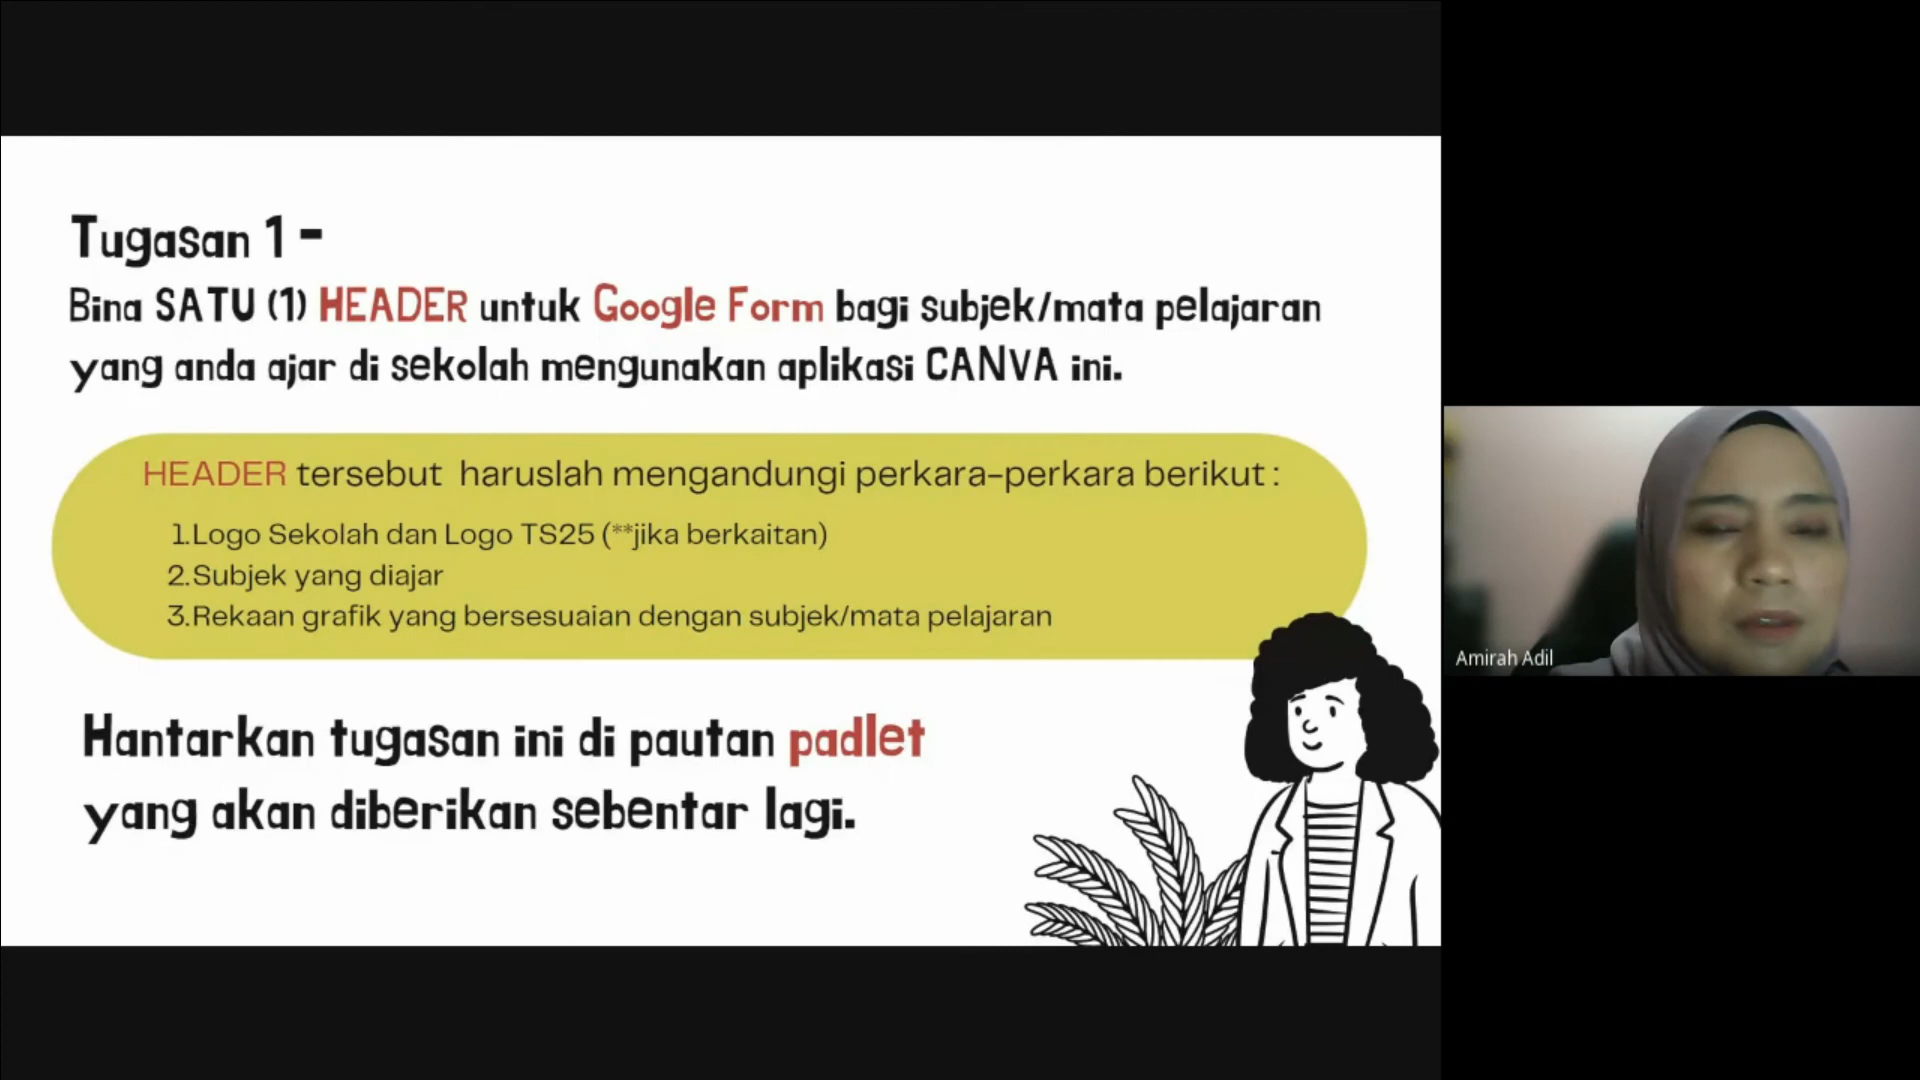 Tugasan 1 -
Bina SATU (1) HEADER untuk Google Form bagi subjek/mata pelajaran
yang anda ajar di sekolah mengunakan aplikasi CANVA ini.
HEADER tersebut haruslah mengandungi perkara-perkara berikut :
1.Logo Sekolah dan Logo TS25 (**jika berkaitan)
2.Subjek yang diajar
3.Rekaan grafik yang bersesuaian dengan subjek/mata pelajaran
Hantarkan tugasan ini di pautan padlet
yang akan diberikan sebentar lagi.
Amirah Adil